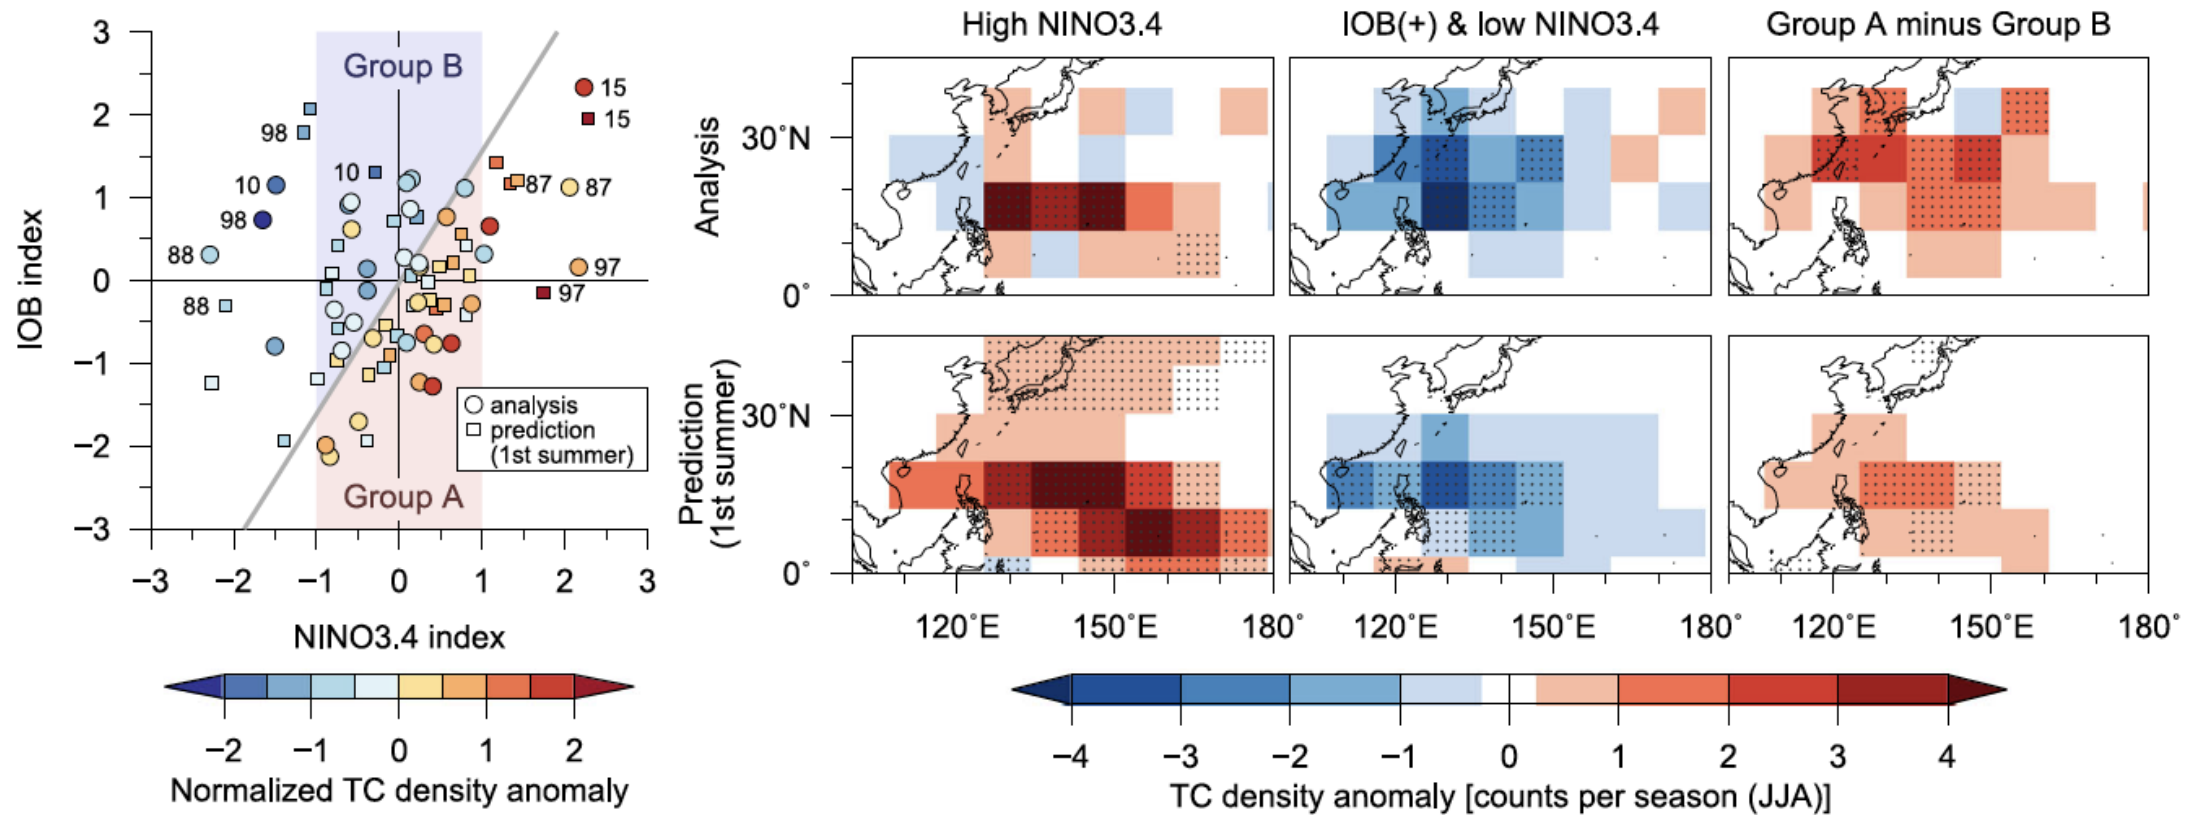 3
2
1
0
−1
−2
−3
IOB index
Group B
Group A
15
15
98
10
10
87
87
98
88
97
97
88
analysis
prediction
(1st summer)
−3 −2 −1 0 1 2 3
NINO3.4 index
−2 −1 0 1 2
Normalized TC density anomaly
High NINO3.4
IOB(+) & low NINO3.4
Group A minus Group B
Analysis
30˚N
0˚
Prediction
(1st summer)
30˚N
0˚
120˚E 150˚E 180˚
120˚E 150˚E 180˚
120˚E 150˚E 180˚
−4 −3 −2 −1 0 1 2 3 4
TC density anomaly [counts per season (JJA)]